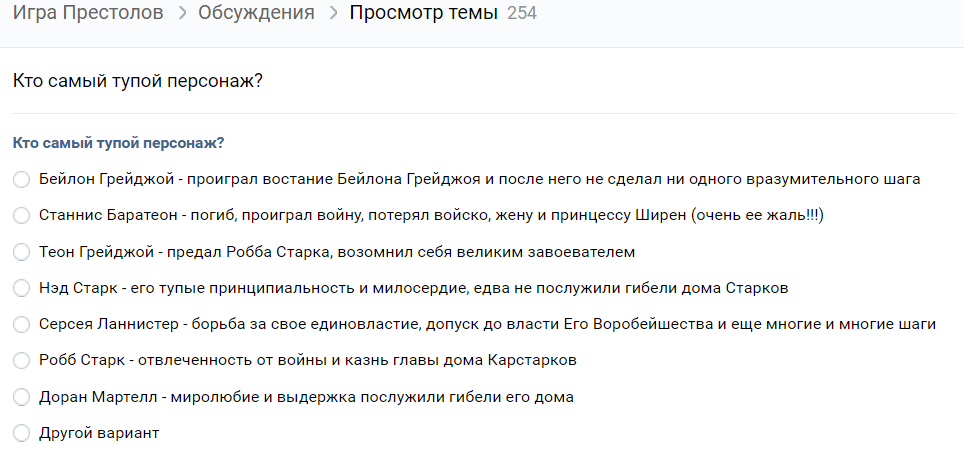 Игра Престолов > Обсуждения > Просмотр темы 254
Кто самый тупой персонаж?
Кто самый тупой персонаж?
Бейлон Грейджой - проиграл востание Бейлона Грейджоя и после него не сделал ни одного вразумительного шага
Станнис Баратеон - погиб, проиграл войну, потерял войско, жену и принцессу Ширен (очень ее жаль!!!)
Теон Грейджой - предал Робба Старка, возомнил себя великим завоевателем
Нэд Старк - его тупые принципиальность и милосердие, едва не послужили гибели дома Старков
Серсея Ланнистер - борьба за свое единовластие, допуск до власти Его Воробейшества и еще многие и многие шаги
Робб Старк - отвлеченность от войны и казнь главы дома Карстарков
Доран Мартелл - миролюбие и выдержка послужили гибели его дома
Другой вариант